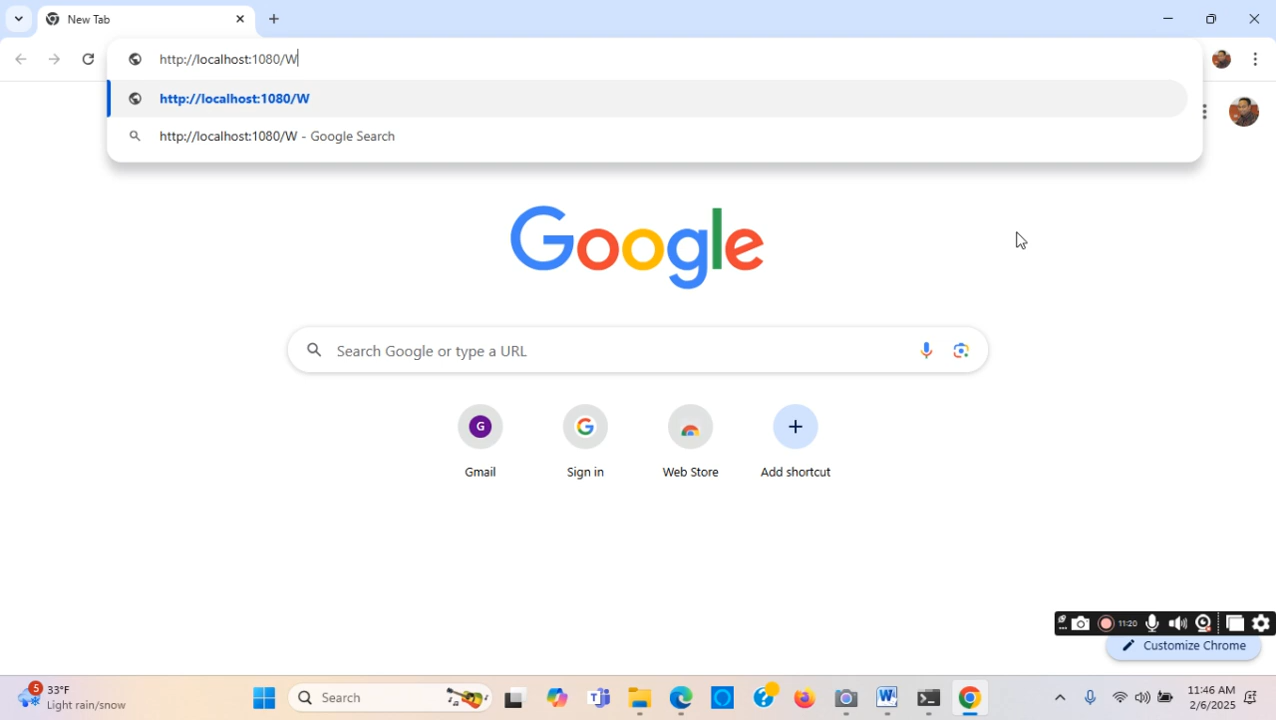 New Tab
http://localhost:1080/W
http://localhost:1080/W
http://localhost:1080/W - Google Search
Google
Search Google or type a URL
G
Gmail
Sign in
Web Store
Add shortcut
11:20
Customize Chrome
5
33°F
Light rain/snow
Search
11:46 AM
2/6/2025